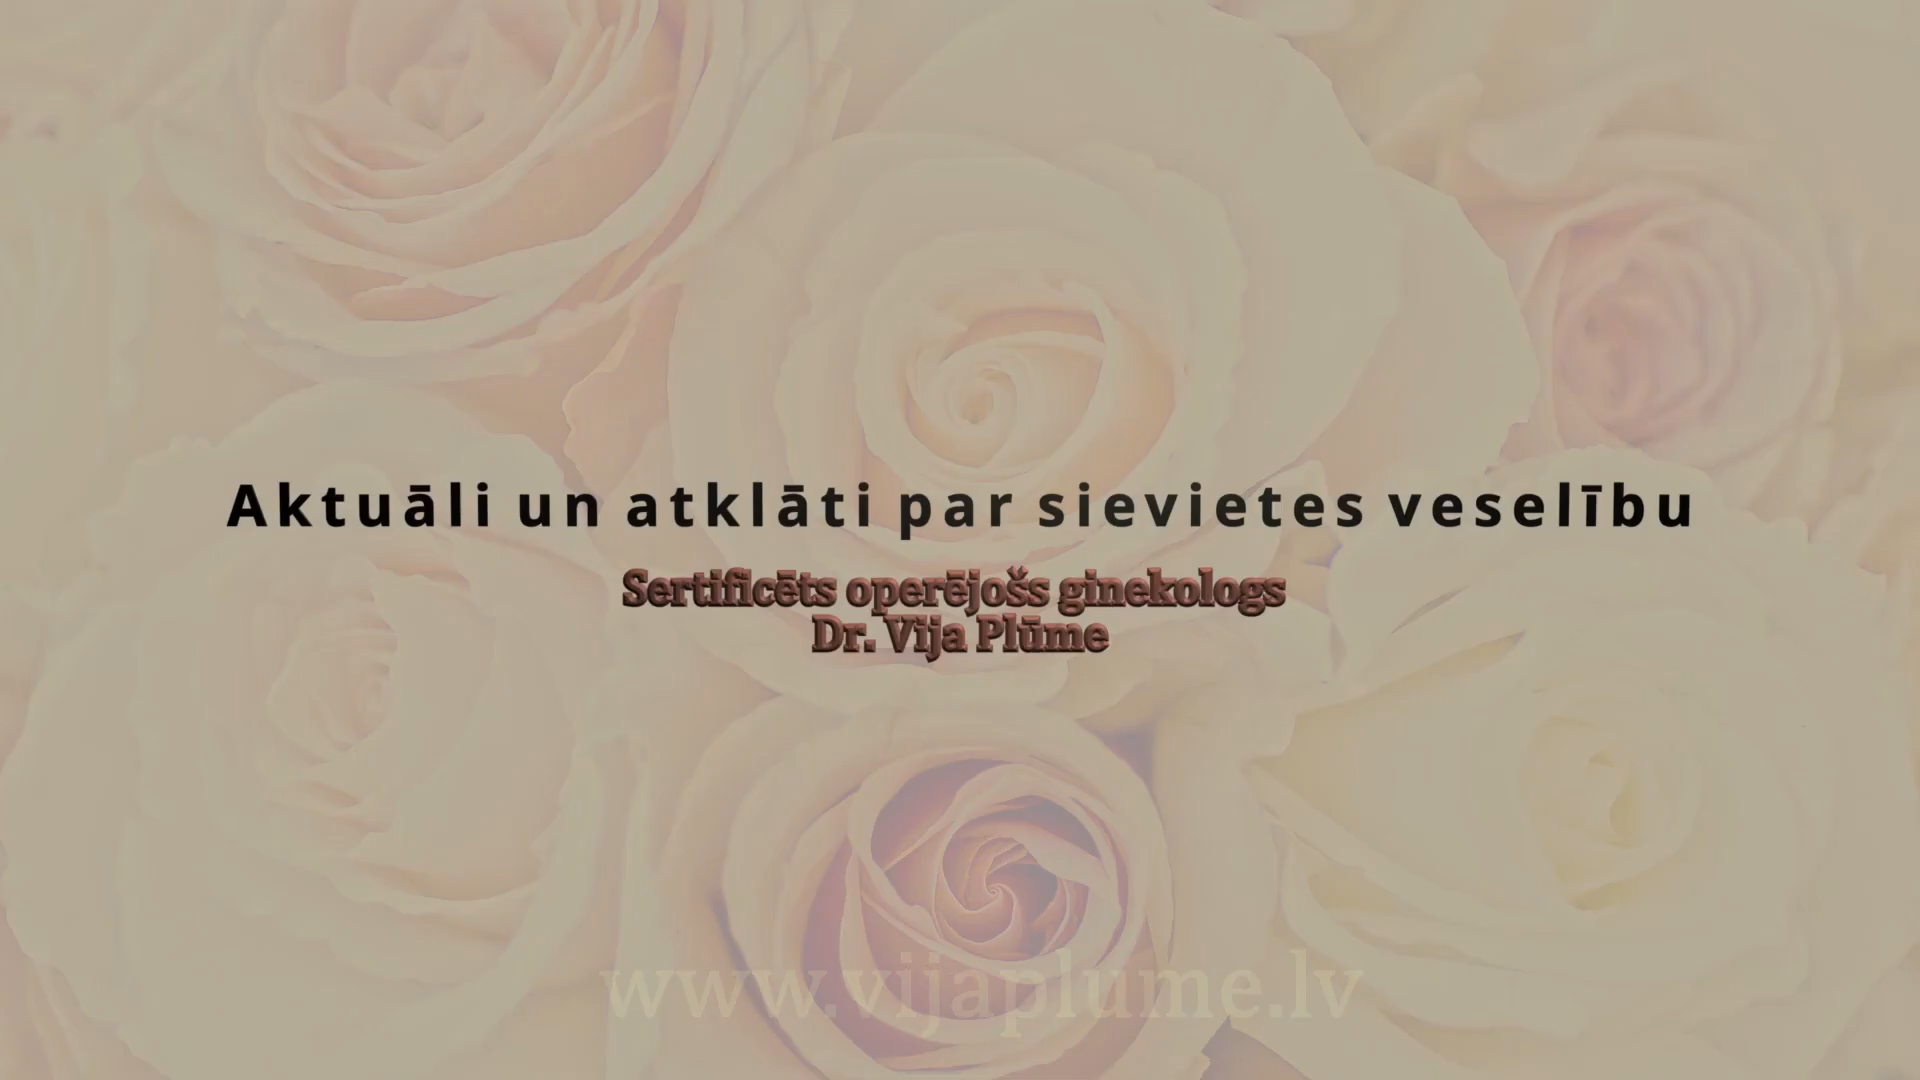 Aktuāli un atklāti par sievietes veselību
Sertificēts operējošs ginekologs
Dr. Vija Plūme
www.vijaplume.lv